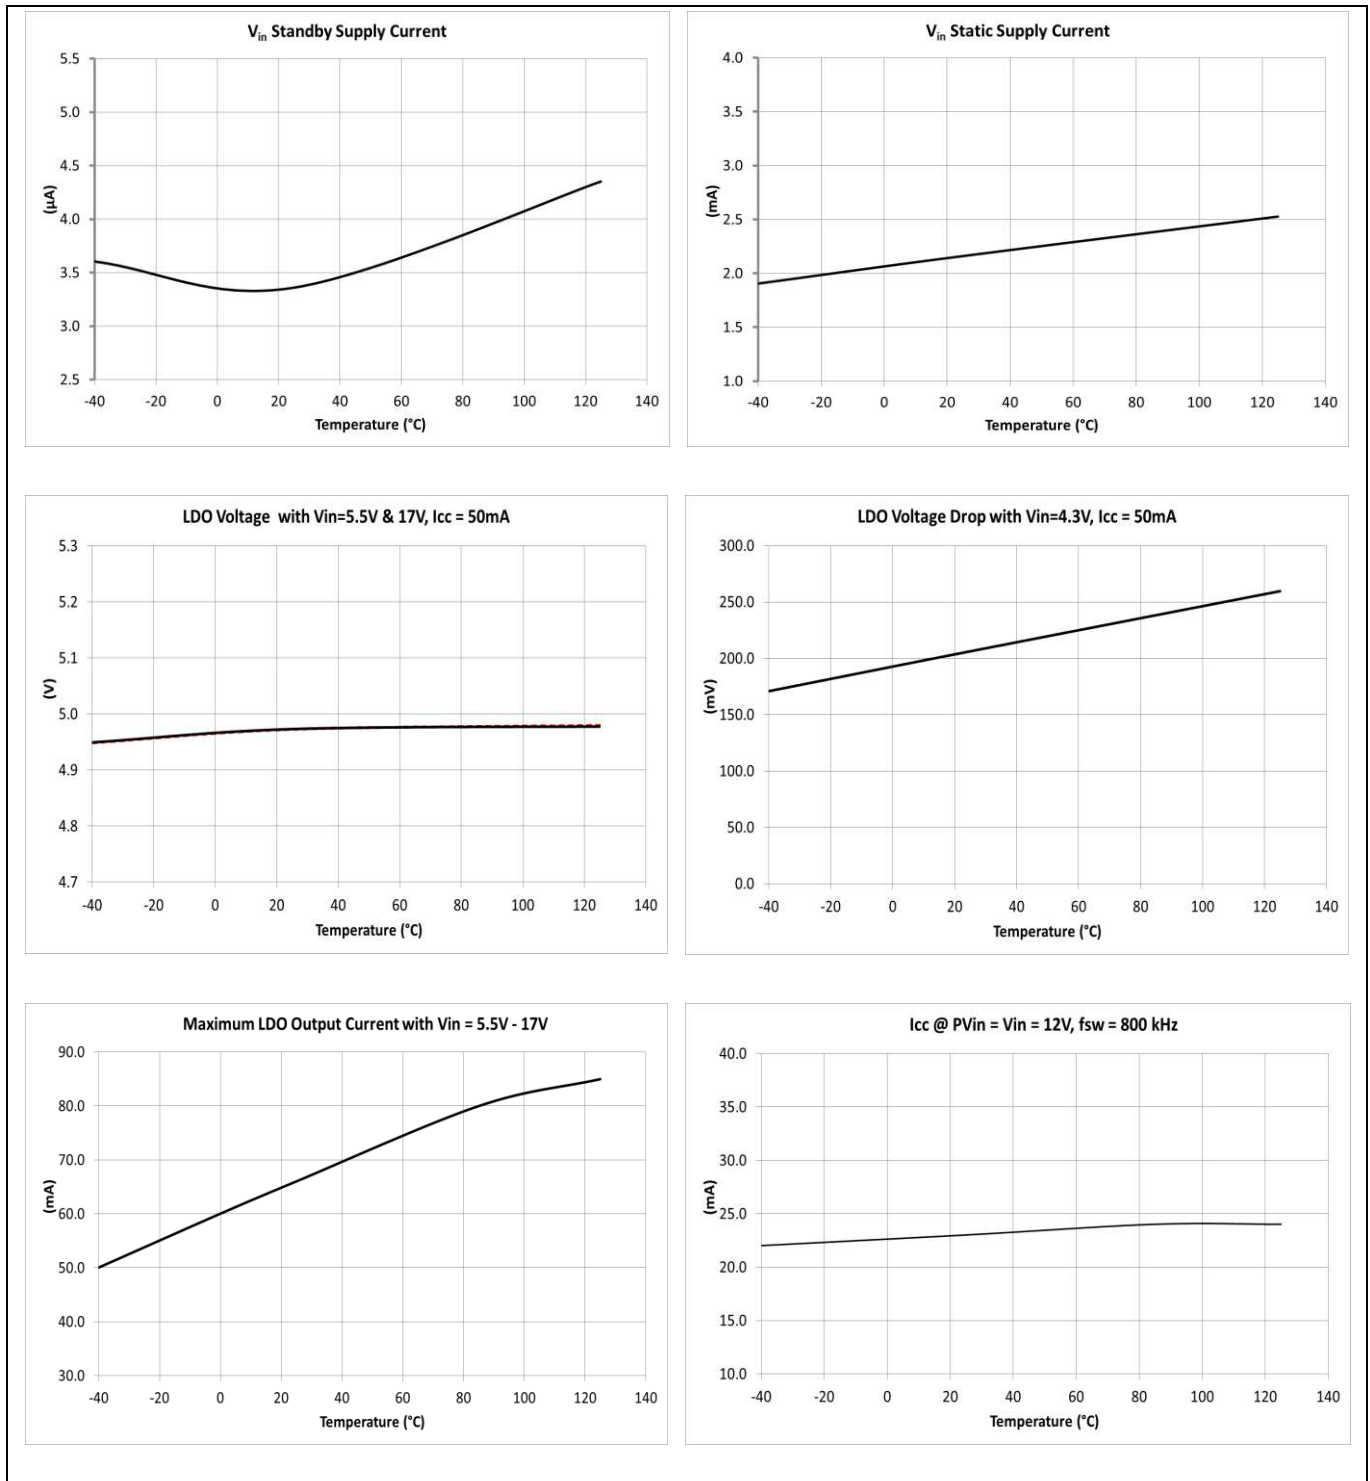 V_in Standby Supply Current
5.5
5.0
4.5
4.0
3.5
3.0
2.5
(µA)
-40 -20 0 20 40 60 80 100 120 140
Temperature (°C)
V_in Static Supply Current
4.0
3.5
3.0
2.5
2.0
1.5
1.0
(mA)
-40 -20 0 20 40 60 80 100 120 140
Temperature (°C)
LDO Voltage with Vin=5.5V & 17V, Icc = 50mA
5.3
5.2
5.1
5.0
4.9
4.8
4.7
(V)
-40 -20 0 20 40 60 80 100 120 140
Temperature (°C)
LDO Voltage Drop with Vin=4.3V, Icc = 50mA
300.0
250.0
200.0
150.0
100.0
50.0
0.0
(mV)
-40 -20 0 20 40 60 80 100 120 140
Temperature (°C)
Maximum LDO Output Current with Vin = 5.5V - 17V
90.0
80.0
70.0
60.0
50.0
40.0
30.0
(mA)
-40 -20 0 20 40 60 80 100 120 140
Temperature (°C)
Icc @ PVin = Vin = 12V, fsw = 800 kHz
40.0
35.0
30.0
25.0
20.0
15.0
10.0
(mA)
-40 -20 0 20 40 60 80 100 120 140
Temperature (°C)